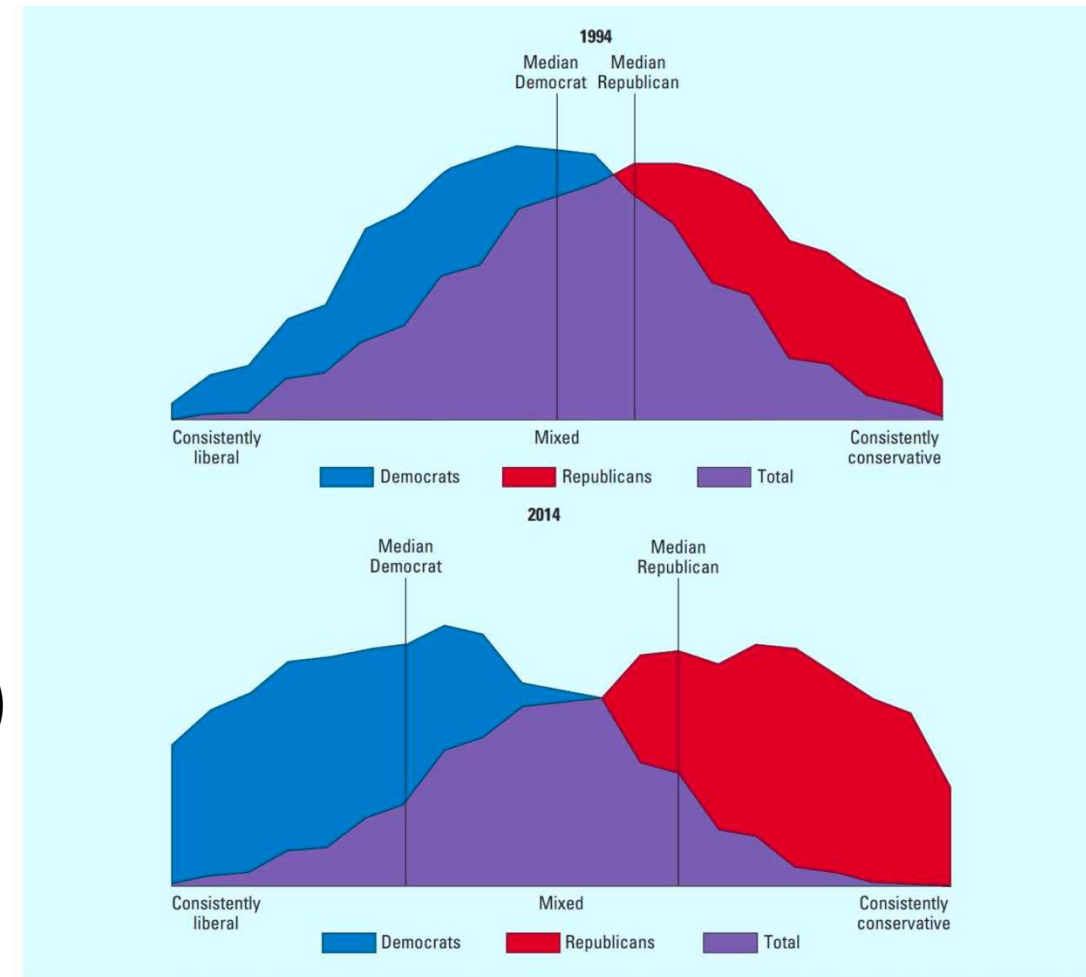 1994
Median Democrat
Median Republican
Consistently liberal
Mixed
Consistently conservative
Democrats
Republicans
Total
2014
Median Democrat
Median Republican
Consistently liberal
Mixed
Consistently conservative
Democrats
Republicans
Total
)